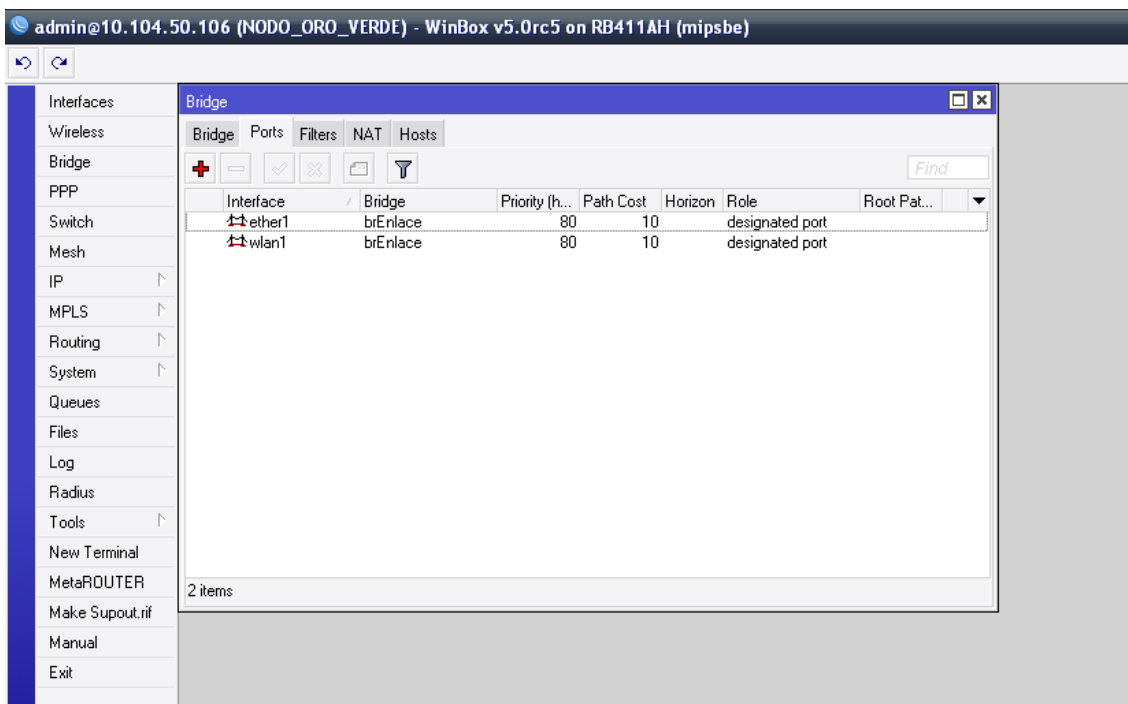 admin@10.104.50.106 (NODO_ORO_VERDE) - WinBox v5.0rc5 on RB411AH (mipsbe)
Interfaces
Wireless
Bridge
PPP
Switch
Mesh
IP
MPLS
Routing
System
Queues
Files
Log
Radius
Tools
New Terminal
MetaROUTER
Make Supout.rif
Manual
Exit
Bridge
Bridge Ports Filters NAT Hosts
Find
Interface Bridge Priority (h... Path Cost Horizon Role Root Pat...
ether1 brEnlace 80 10 designated port
wlan1 brEnlace 80 10 designated port
2 items